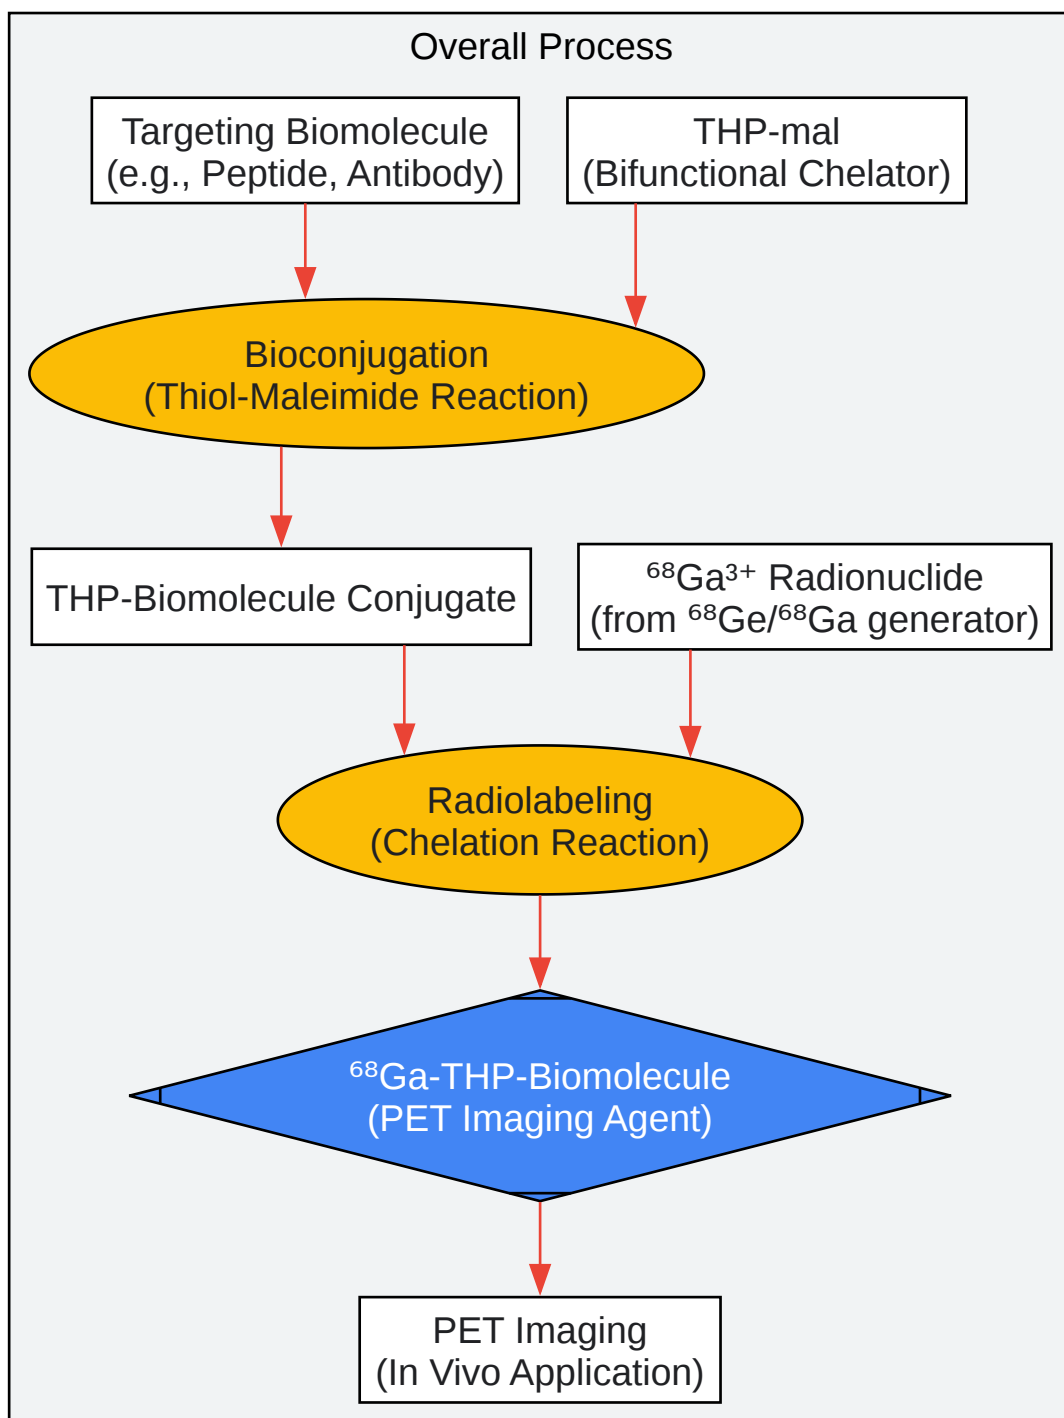 Overall Process
Targeting Biomolecule
(e.g., Peptide, Antibody)
THP-mal
(Bifunctional Chelator)
Bioconjugation
(Thiol-Maleimide Reaction)
THP-Biomolecule Conjugate
⁶⁸Ga³⁺ Radionuclide
(from ⁶⁸Ge/⁶⁸Ga generator)
Radiolabeling
(Chelation Reaction)
⁶⁸Ga-THP-Biomolecule
(PET Imaging Agent)
PET Imaging
(In Vivo Application)